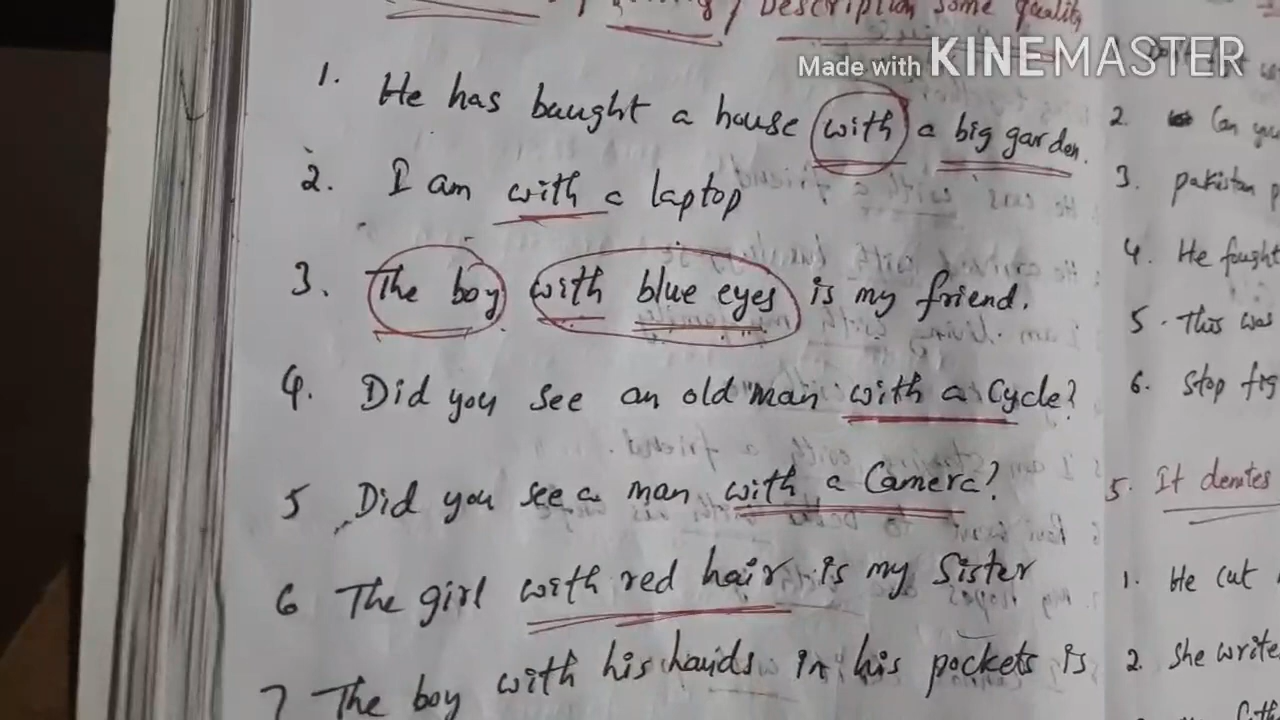 Description some quality
Made with KINEMASTER
1. He has baught a house with a big garden.
2. I am with a laptop
3. The boy with blue eyes is my friend.
4. Did you see an old man with a Cycle?
5 Did you see a man with a Camera?
6 The girl with red hair is my Sister
7 The boy with his hands in his pockets is
2. Can
3. pakistan
4. He fought
5. This was
6. Stop
5. It denotes
1. He cut
2. She write